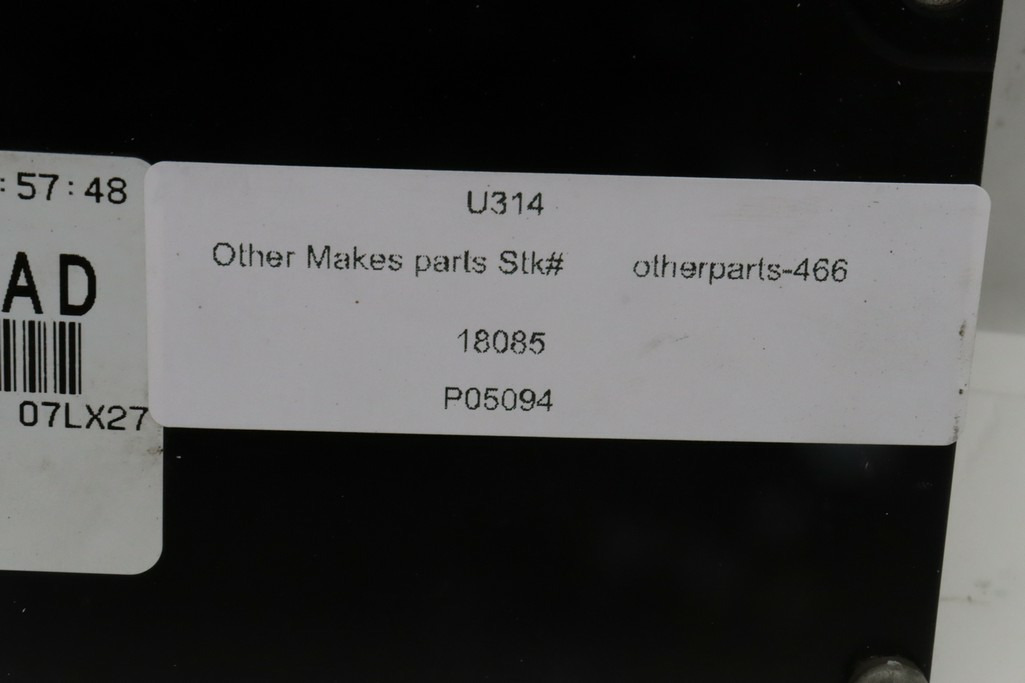 :57:48
AD
07LX27
U314
Other Makes parts Stk# otherparts-466
18085
P05094